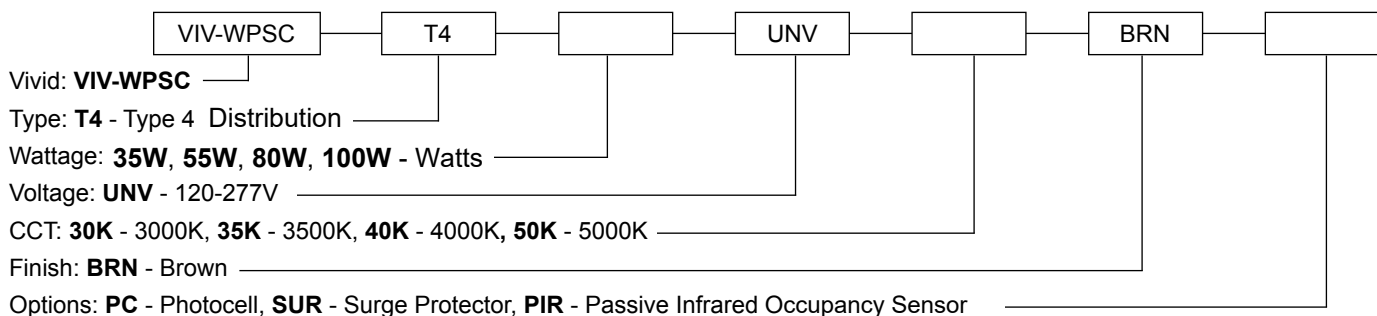 VIV-WPSC T4 UNV BRN
Vivid: VIV-WPSC
Type: T4 - Type 4 Distribution
Wattage: 35W, 55W, 80W, 100W - Watts
Voltage: UNV - 120-277V
CCT: 30K - 3000K, 35K - 3500K, 40K - 4000K, 50K - 5000K
Finish: BRN - Brown
Options: PC - Photocell, SUR - Surge Protector, PIR - Passive Infrared Occupancy Sensor